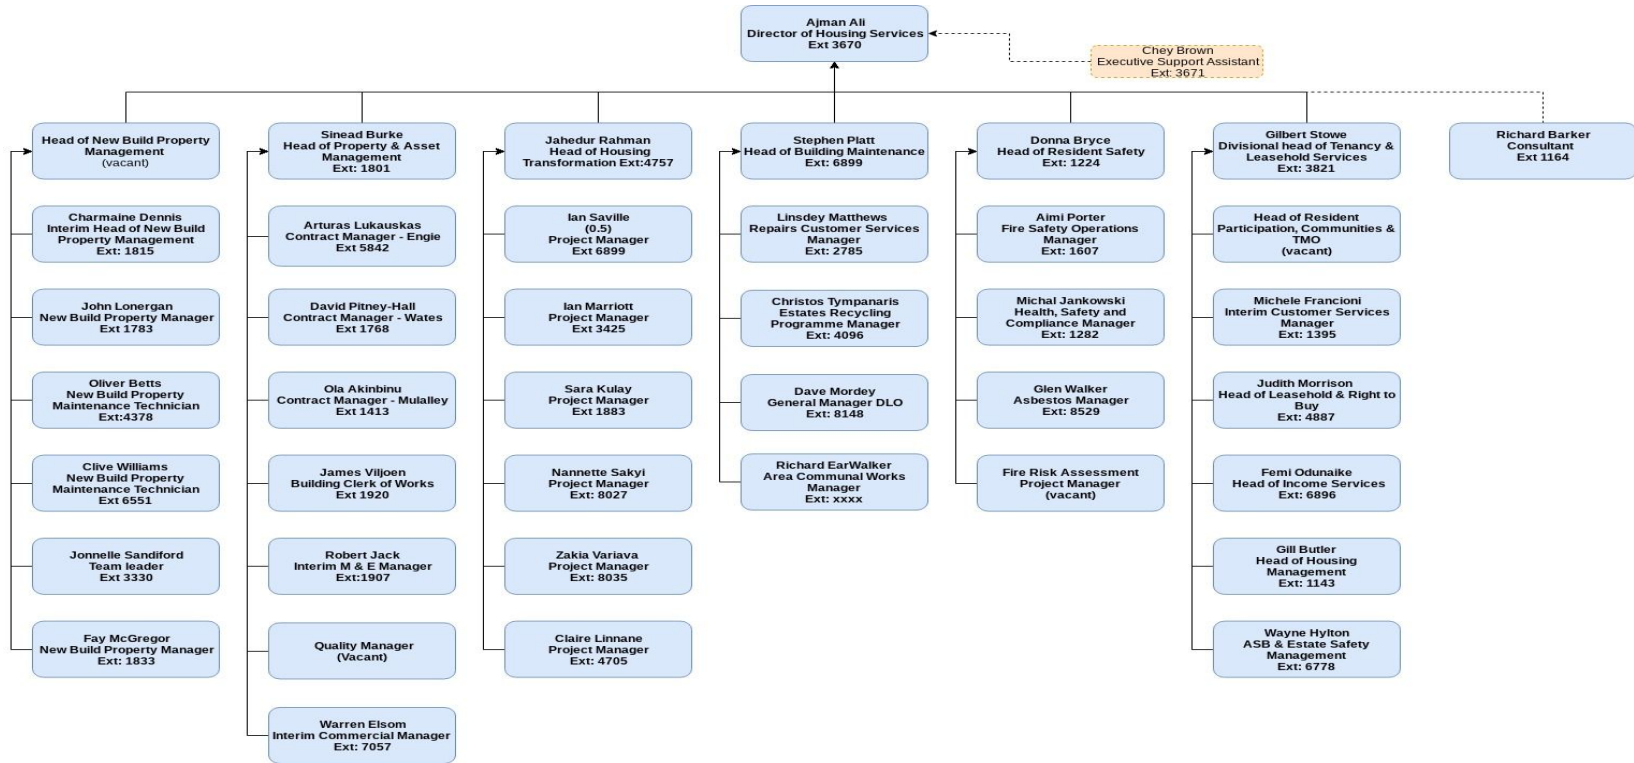 Ajman Ali
Director of Housing Services
Ext 3670
Chey Brown
Executive Support Assistant
Ext: 3671
Head of New Build Property
Management
(vacant)
Charmaine Dennis
Interim Head of New Build
Property Management
Ext: 1815
John Lonergan
New Build Property Manager
Ext 1783
Oliver Betts
New Build Property
Maintenance Technician
Ext:4378
Clive Williams
New Build Property
Maintenance Technician
Ext 6551
Jonnelle Sandiford
Team leader
Ext 3330
Fay McGregor
New Build Property Manager
Ext: 1833
Sinead Burke
Head of Property & Asset
Management
Ext: 1801
Arturas Lukauskas
Contract Manager - Engie
Ext 5842
David Pitney-Hall
Contract Manager - Wates
Ext 1768
Ola Akinbinu
Contract Manager - Mulalley
Ext 1413
James Viljoen
Building Clerk of Works
Ext 1920
Robert Jack
Interim M & E Manager
Ext:1907
Quality Manager
(Vacant)
Warren Elsom
Interim Commercial Manager
Ext: 7057
Jahedur Rahman
Head of Housing
Transformation Ext:4757
Ian Saville
(0.5)
Project Manager
Ext 6899
Ian Marriott
Project Manager
Ext 3425
Sara Kulay
Project Manager
Ext 1883
Nannette Sakyi
Project Manager
Ext: 8027
Zakia Variava
Project Manager
Ext: 8035
Claire Linnane
Project Manager
Ext: 4705
Stephen Platt
Head of Building Maintenance
Ext: 6899
Linsdey Matthews
Repairs Customer Services
Manager
Ext: 2785
Christos Tympanaris
Estates Recycling
Programme Manager
Ext: 4096
Dave Mordey
General Manager DLO
Ext: 8148
Richard EarWalker
Area Communal Works
Manager
Ext: xxxx
Donna Bryce
Head of Resident Safety
Ext: 1224
Aimi Porter
Fire Safety Operations
Manager
Ext: 1607
Michal Jankowski
Health, Safety and
Compliance Manager
Ext: 1282
Glen Walker
Asbestos Manager
Ext: 8529
Fire Risk Assessment
Project Manager
(vacant)
Gilbert Stowe
Divisional head of Tenancy &
Leasehold Services
Ext: 3821
Head of Resident
Participation, Communities &
TMO
(vacant)
Michele Francioni
Interim Customer Services
Manager
Ext: 1395
Judith Morrison
Head of Leasehold & Right to
Buy
Ext: 4887
Femi Odunaike
Head of Income Services
Ext: 6896
Gill Butler
Head of Housing
Management
Ext: 1143
Wayne Hylton
ASB & Estate Safety
Management
Ext: 6778
Richard Barker
Consultant
Ext 1164